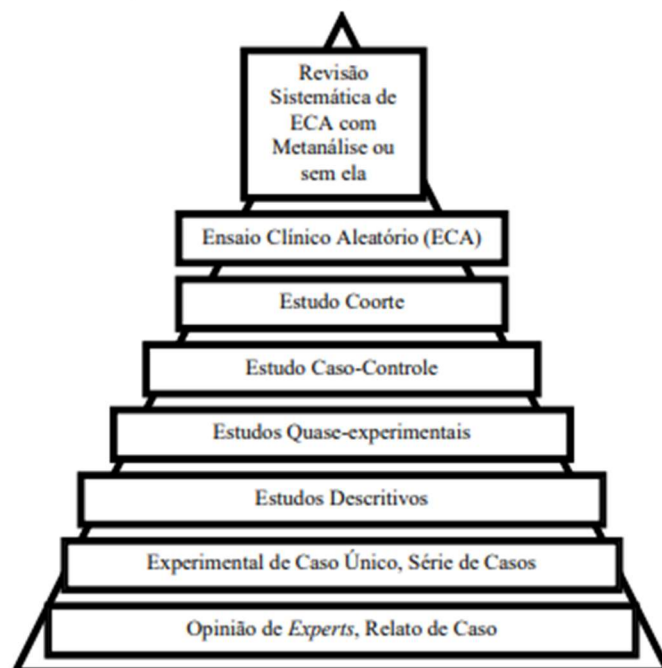 Revisão
Sistemática de
ECA com
Metanálise ou
sem ela
Ensaio Clínico Aleatório (ECA)
Estudo Coorte
Estudo Caso-Controle
Estudos Quase-experimentais
Estudos Descritivos
Experimental de Caso Único, Série de Casos
Opinião de Experts, Relato de Caso